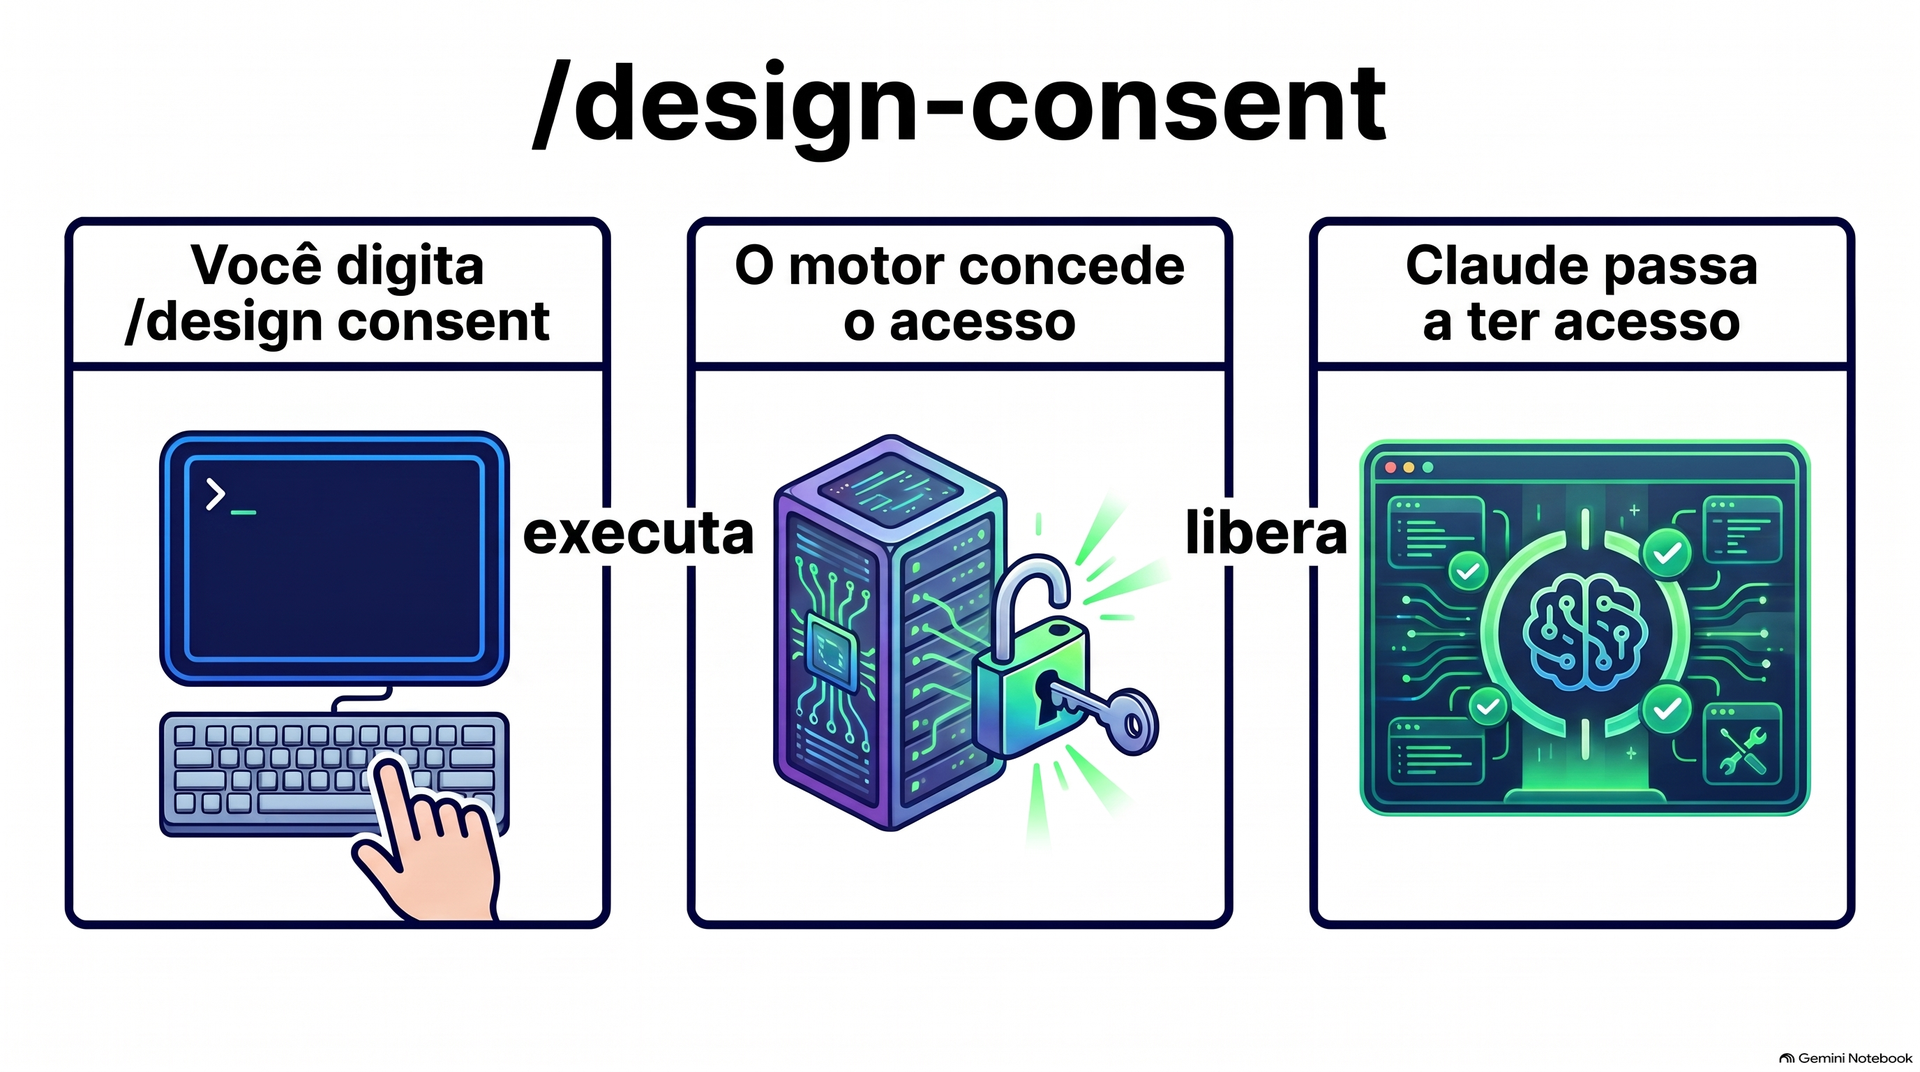 /design-consent
Você digita
/design consent
O motor concede
o acesso
Claude passa
a ter acesso
executa
libera
Gemini Notebook